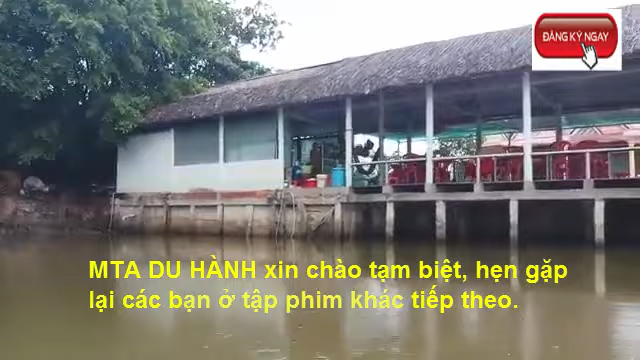 ĐĂNG KÝ NGAY
MTA DU HÀNH xin chào tạm biệt, hẹn gặp
lại các bạn ở tập phim khác tiếp theo.